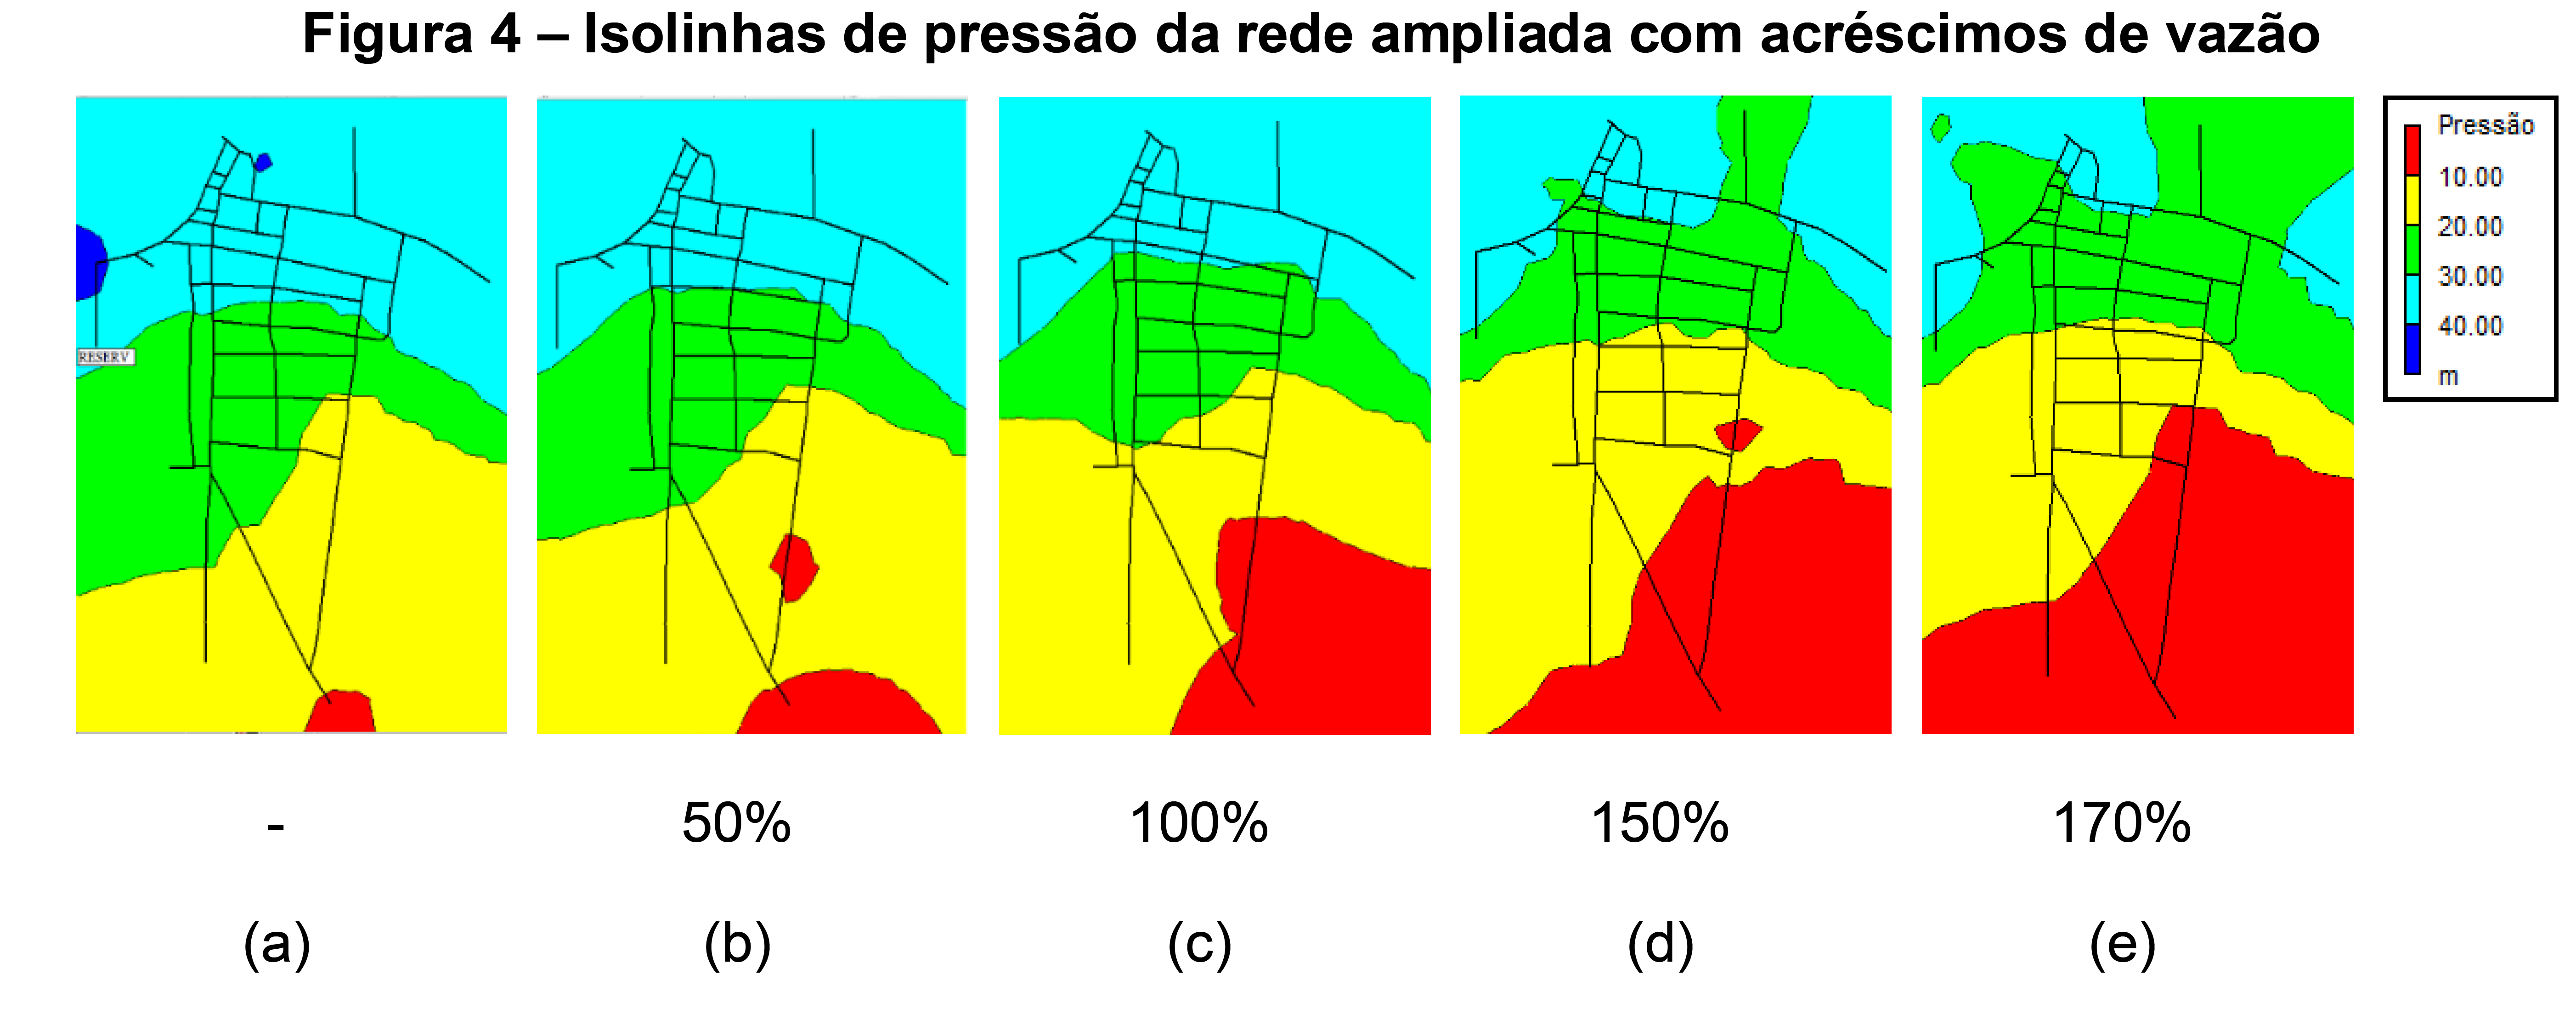 Figura 4 – Isolinhas de pressão da rede ampliada com acréscimos de vazão
RESERV
Pressão
10.00
20.00
30.00
40.00
m
- 50% 100% 150% 170%
(a) (b) (c) (d) (e)